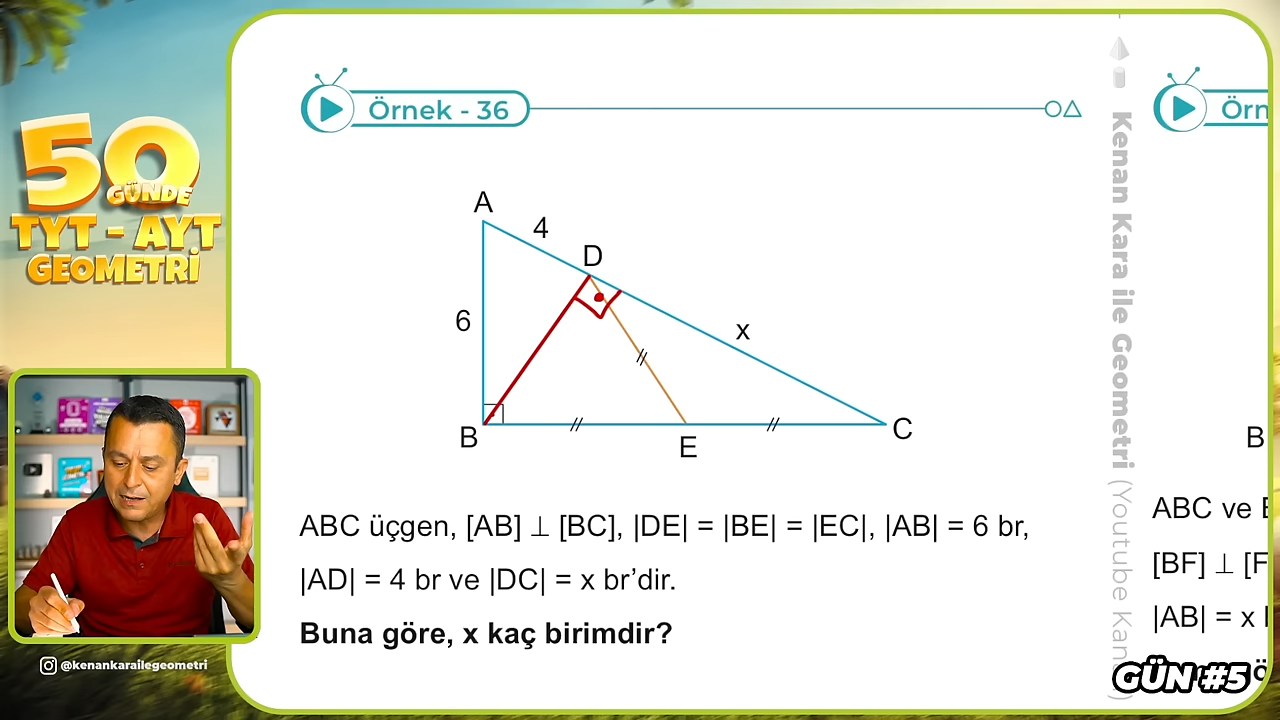 50
GÜNDE
TYT - AYT
GEOMETRİ
Örnek - 36
A
4
D
6
x
B
E
C
ABC üçgen, [AB] ⊥ [BC], |DE| = |BE| = |EC|, |AB| = 6 br,
|AD| = 4 br ve |DC| = x br'dir.
Buna göre, x kaç birimdir?
Kenan Kara ile Geometri (Youtube Kan
Örn
B
ABC ve
[BF] ⊥ [F
|AB| = x
GÜN #5
@kenankarailegeometri